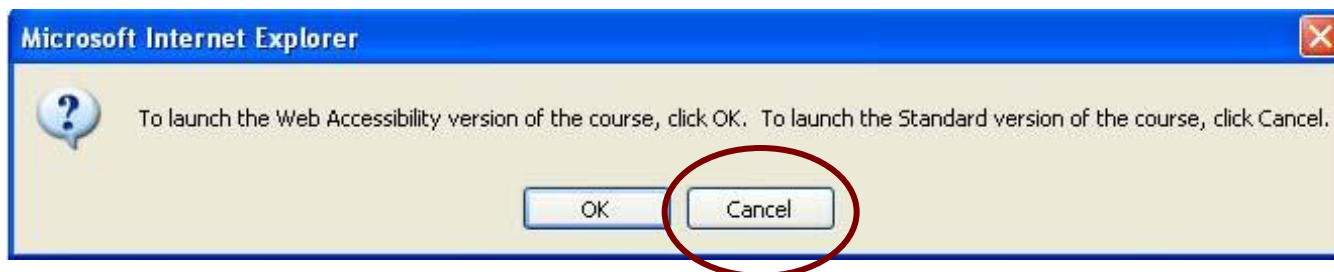 Microsoft Internet Explorer
?
To launch the Web Accessibility version of the course, click OK. To launch the Standard version of the course, click Cancel.
OK
Cancel